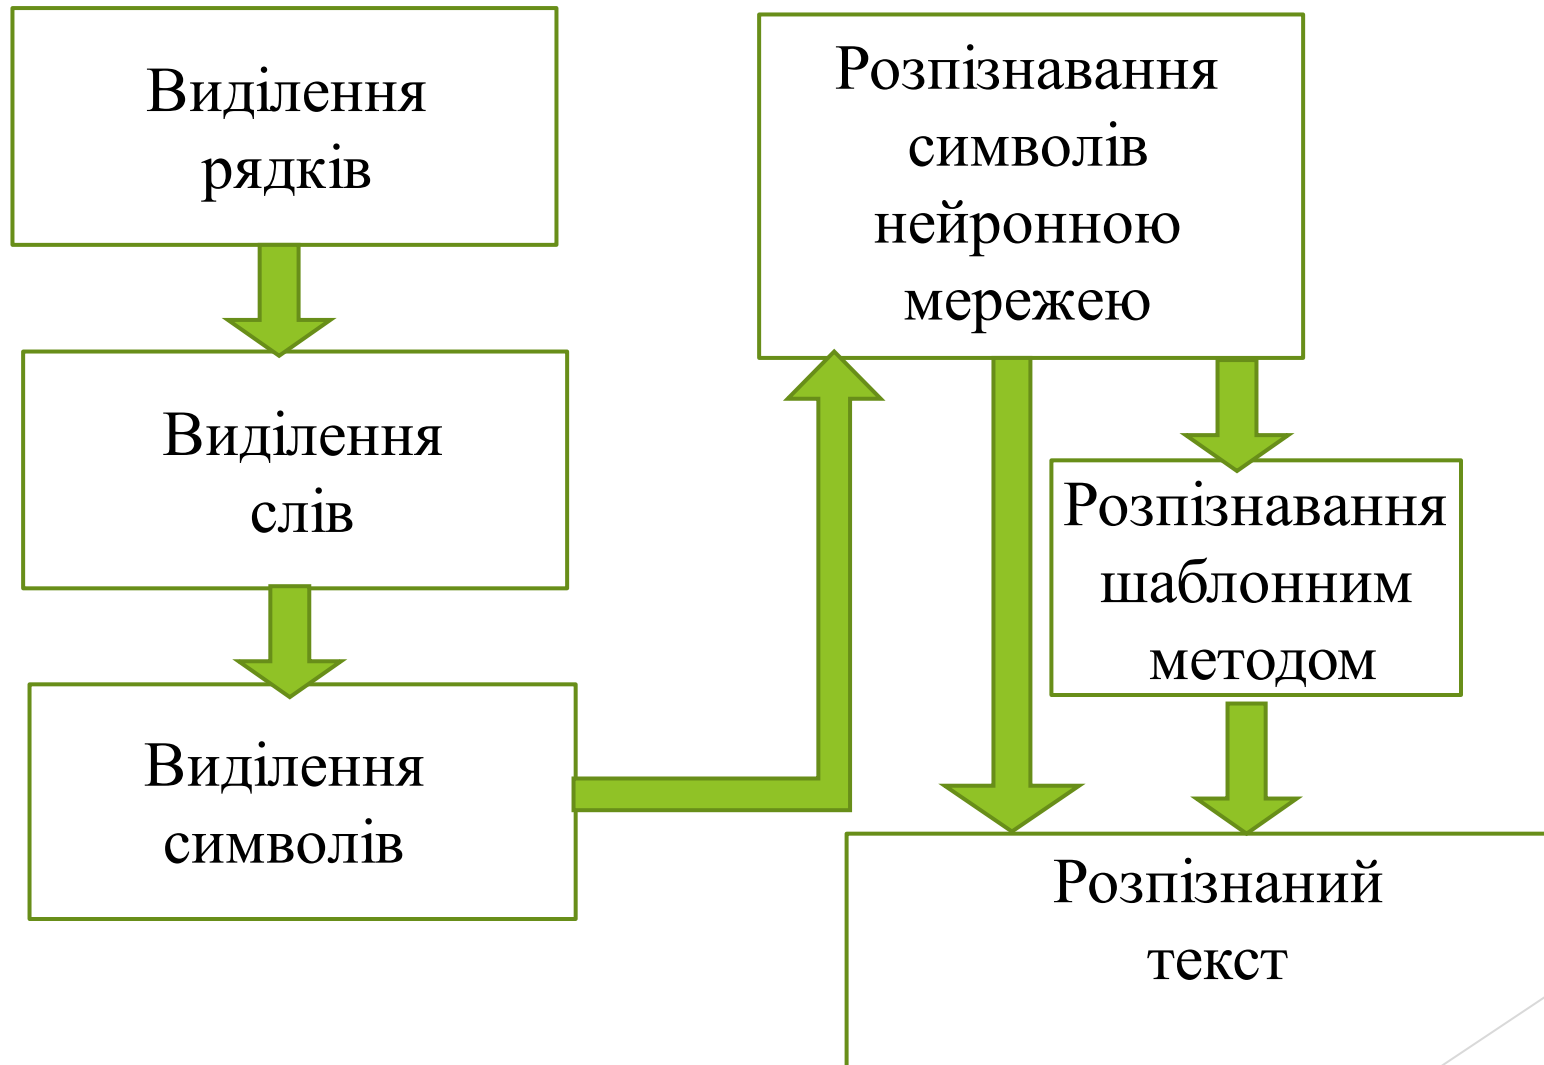 Виділення
рядків
Виділення
слів
Виділення
символів
Розпізнавання
символів
нейронною
мережею
Розпізнавання
шаблонним
методом
Розпізнаний
текст